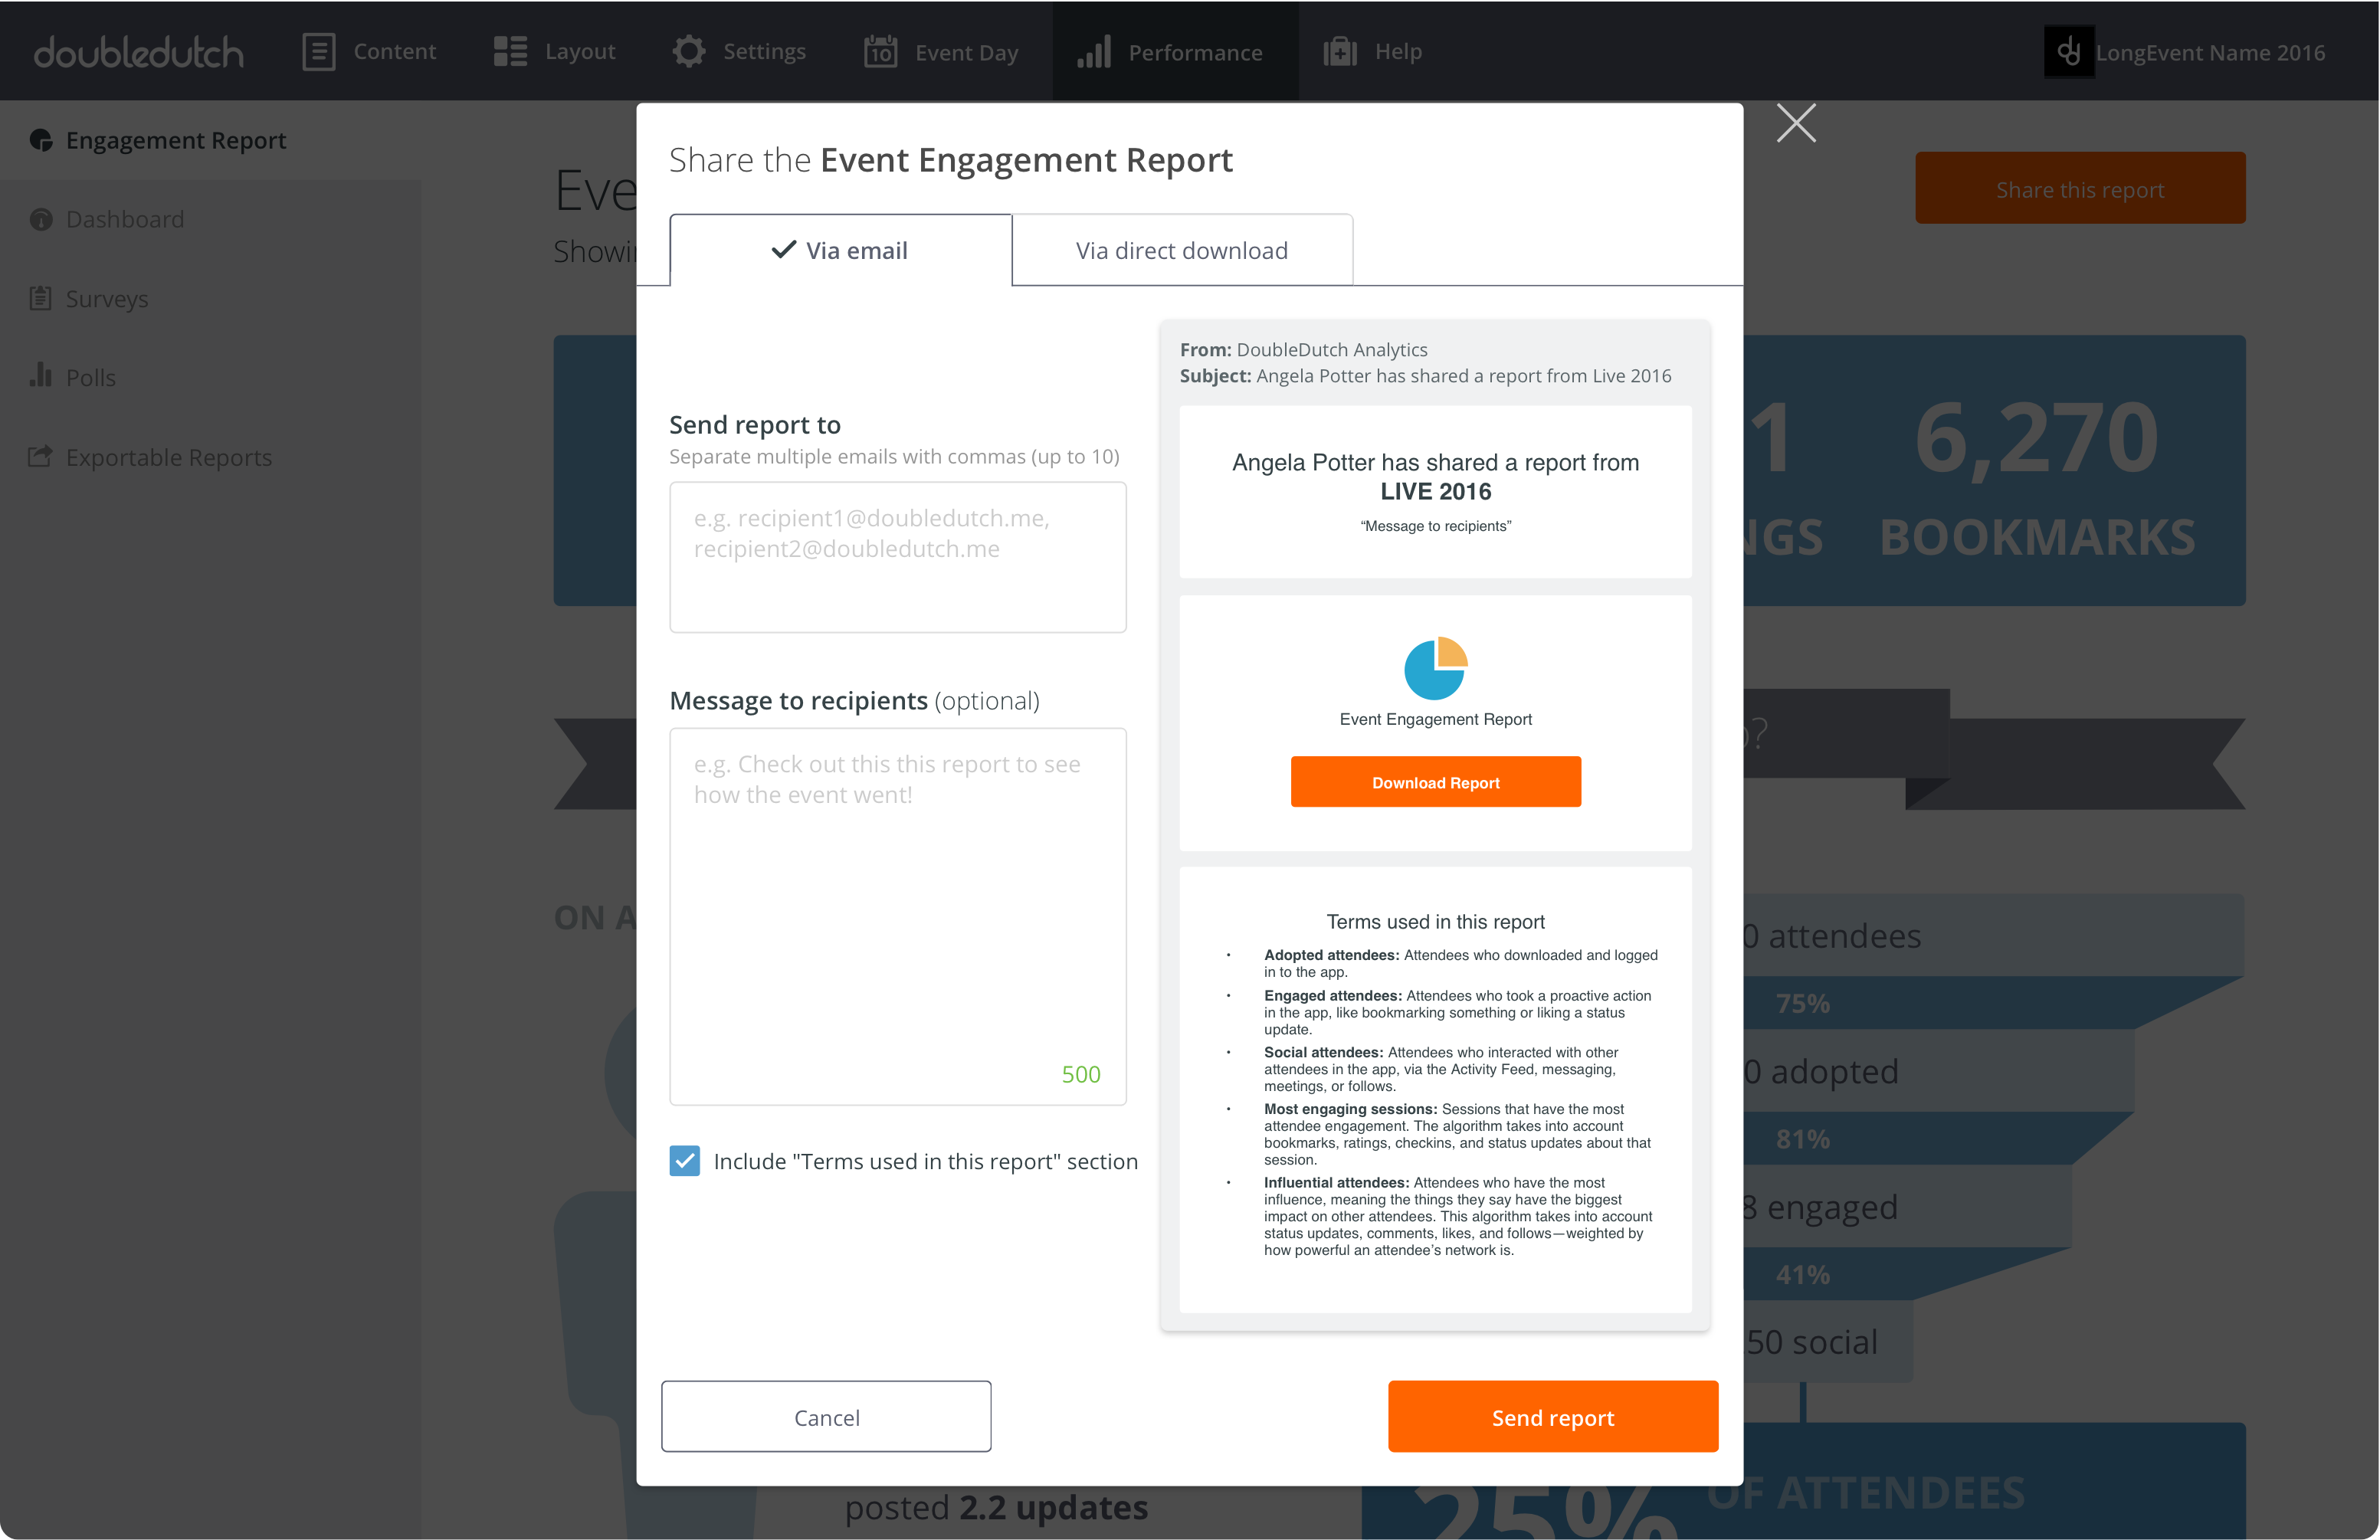 doubledutch
Content
Layout
Settings
10
Event Day
Performance
Help
LongEvent Name 2016
Engagement Report
Dashboard
Surveys
Polls
Exportable Reports
Share this report
Share the Event Engagement Report
Via email
Via direct download
Send report to
Separate multiple emails with commas (up to 10)
e.g. recipient1@doubledutch.me,
recipient2@doubledutch.me
Message to recipients (optional)
e.g. Check out this this report to see
how the event went!
500
Include "Terms used in this report" section
From: DoubleDutch Analytics
Subject: Angela Potter has shared a report from Live 2016
Angela Potter has shared a report from
LIVE 2016
“Message to recipients”
Event Engagement Report
Download Report
Terms used in this report
• Adopted attendees: Attendees who downloaded and logged
in to the app.
• Engaged attendees: Attendees who took a proactive action
in the app, like bookmarking something or liking a status
update.
• Social attendees: Attendees who interacted with other
attendees in the app, via the Activity Feed, messaging,
meetings, or follows.
• Most engaging sessions: Sessions that have the most
attendee engagement. The algorithm takes into account
bookmarks, ratings, checkins, and status updates about that
session.
• Influential attendees: Attendees who have the most
influence, meaning the things they say have the biggest
impact on other attendees. This algorithm takes into account
status updates, comments, likes, and follows—weighted by
how powerful an attendee’s network is.
Cancel
Send report
6,270
BOOKMARKS
attendees
75%
adopted
81%
engaged
41%
50 social
posted 2.2 updates
25%
OF ATTENDEES